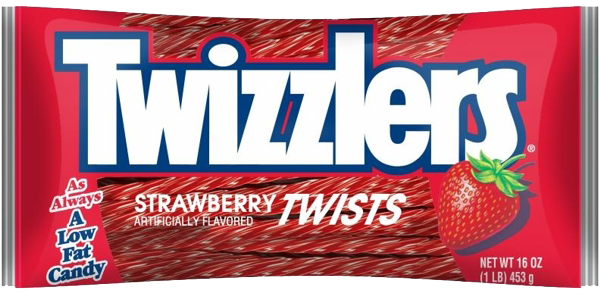 Twizzlers®
As
Always
A
Low
Fat
Candy
STRAWBERRY TWISTS
ARTIFICIALLY FLAVORED
NET WT 16 OZ
(1 LB) 453 g